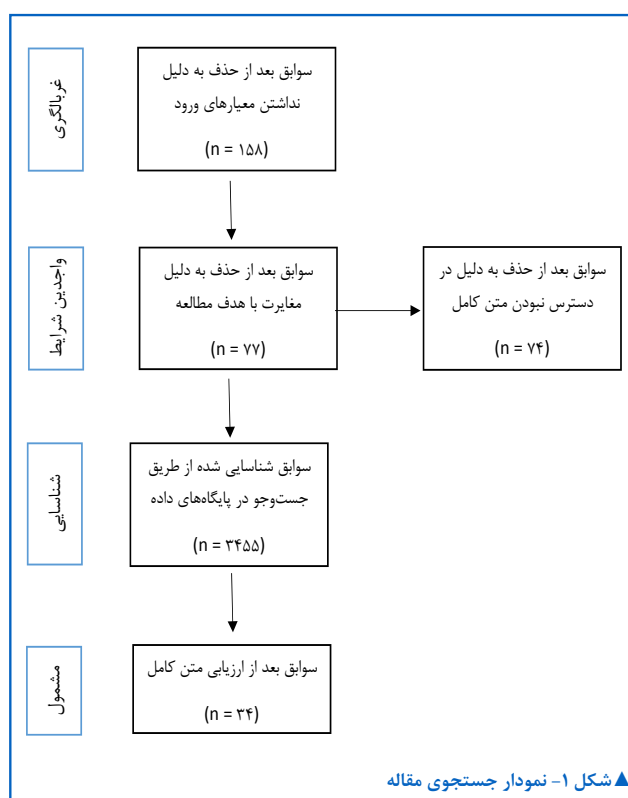 غربالگری
سوابق بعد از حذف به دلیل
نداشتن معیارهای ورود
(n = ۱۵۸)
واجدین شرایط
سوابق بعد از حذف به دلیل
مغایرت با هدف مطالعه
(n = ۷۷)
سوابق بعد از حذف به دلیل در
دسترس نبودن متن کامل
(n = ۷۴)
شناسایی
سوابق شناسایی شده از طریق
جست‌وجو در پایگاه‌های داده
(n = ۳۴۵۵)
مشمول
سوابق بعد از ارزیابی متن کامل
(n = ۳۴)
▲شکل ۱- نمودار جستجوی مقاله